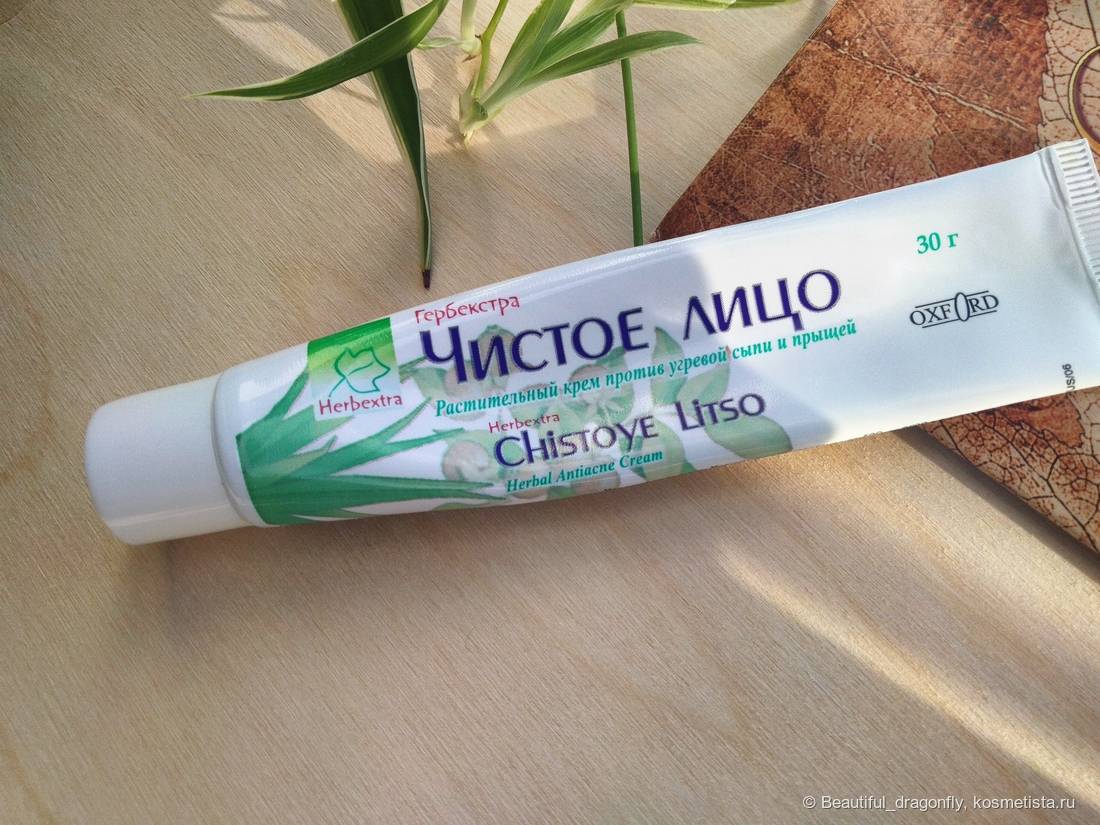 30 г
OXFORD
Гербекстра
Чистое лицо
Растительный крем против угревой сыпи и прыщей
Herbextra
Herbextra
Chistoye Litso
Herbal Antiacne Cream
© Beautiful_dragonfly, kosmetista.ru